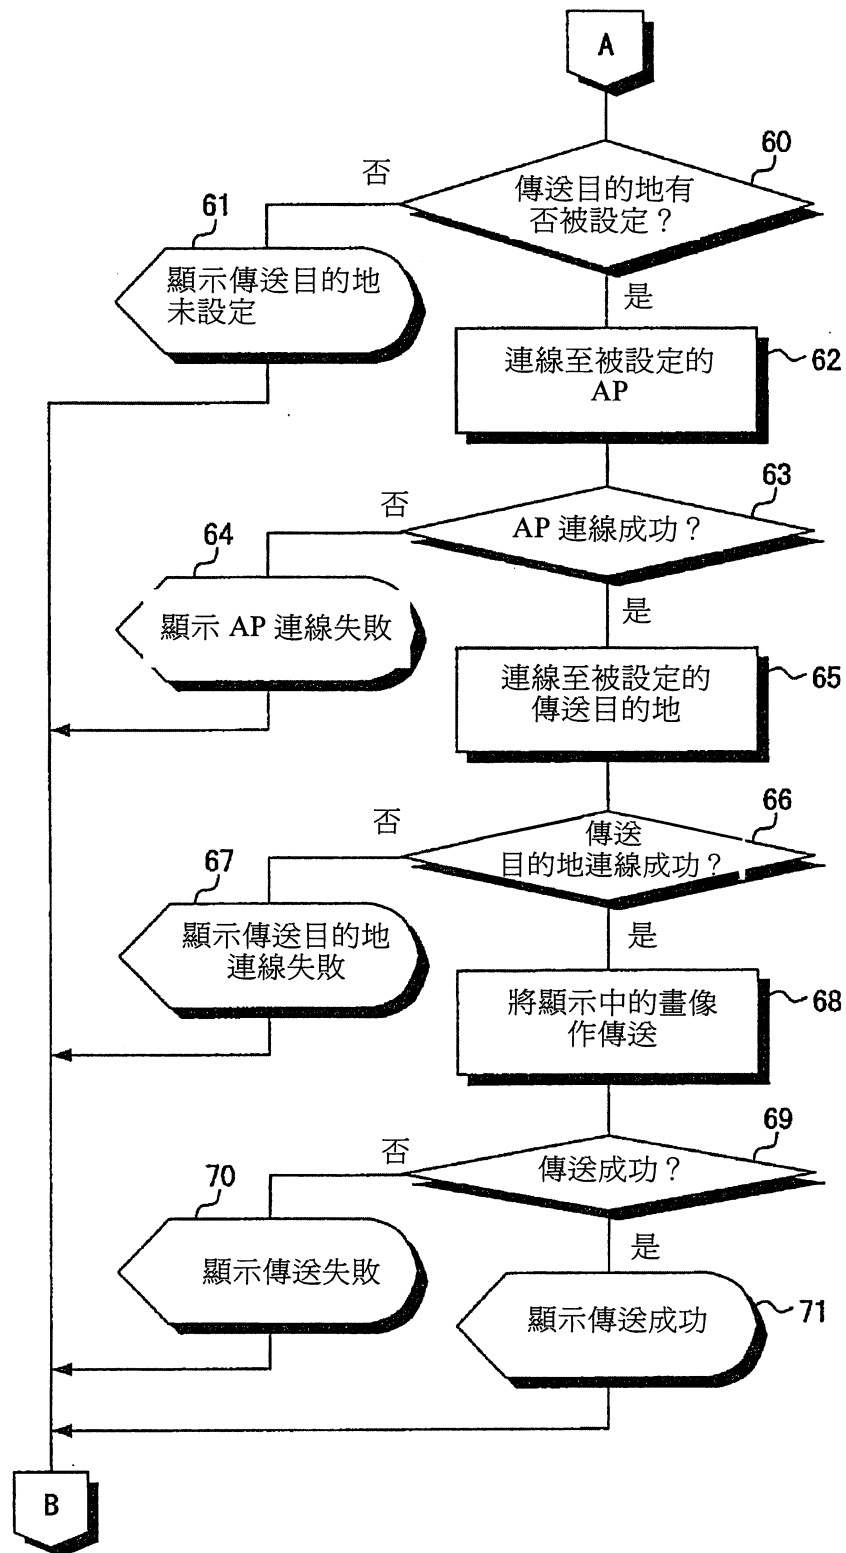 A
60
傳送目的地有
否被設定？
否
61
顯示傳送目的地
未設定
是
連線至被設定的
AP
62
63
AP 連線成功？
否
64
顯示 AP 連線失敗
是
連線至被設定的
傳送目的地
65
66
傳送
目的地連線成功？
否
67
顯示傳送目的地
連線失敗
是
將顯示中的畫像
作傳送
68
69
傳送成功？
否
70
顯示傳送失敗
是
顯示傳送成功
71
B